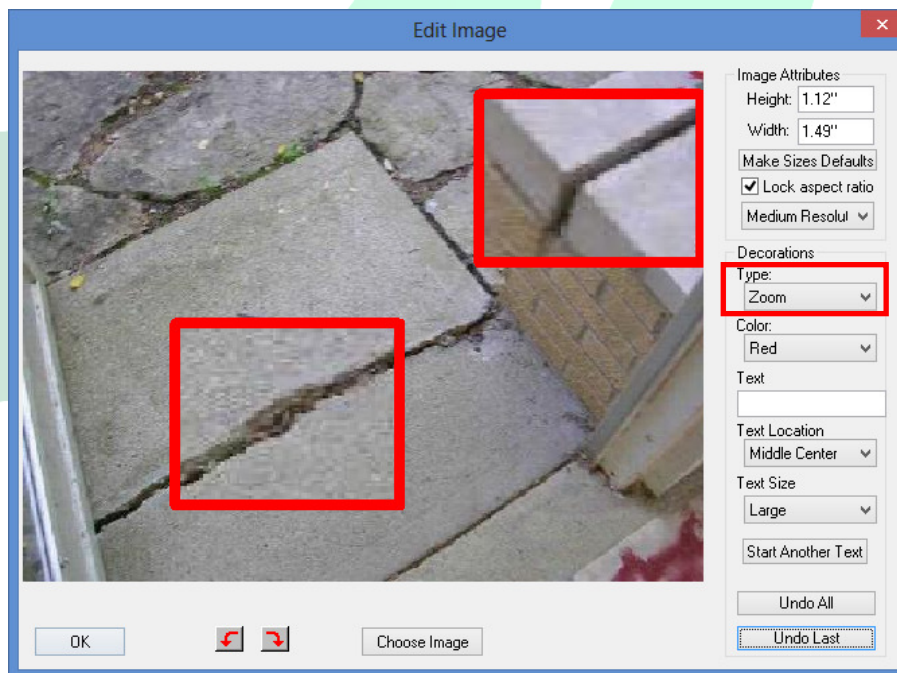 Edit Image
Image Attributes
Height: 1.12"
Width: 1.49"
Make Sizes Defaults
Lock aspect ratio
Medium Resolut
Decorations
Type:
Zoom
Color:
Red
Text
Text Location
Middle Center
Text Size
Large
Start Another Text
Undo All
OK
Choose Image
Undo Last